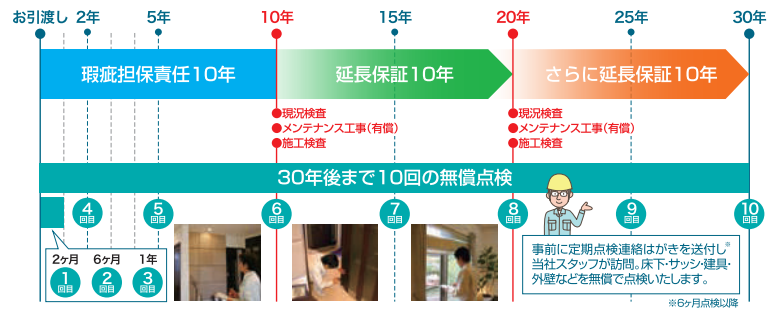 お引渡し 2年 5年 10年 15年 20年 25年 30年
瑕疵担保責任10年 延長保証10年 さらに延長保証10年
現況検査
メンテナンス工事(有償)
施工検査
現況検査
メンテナンス工事(有償)
施工検査
30年後まで10回の無償点検
4回目 5回目 6回目 7回目 8回目 9回目 10回目
2ヶ月 6ヶ月 1年
1回目 2回目 3回目
事前に定期点検連絡はがきを送付し※
当社スタッフが訪問。床下・サッシ・建具・
外壁などを無償で点検いたします。
※6ヶ月点検以降